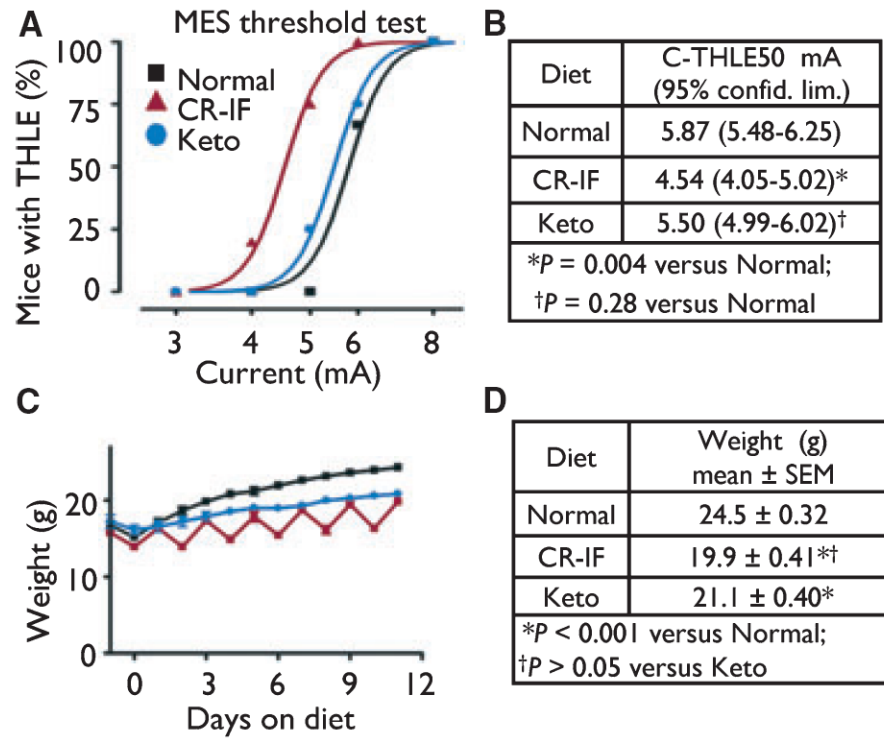 A
MES threshold test
Mice with THLE (%)
100
75
50
25
0
Normal
CR-IF
Keto
3 4 5 6 8
Current (mA)
B
Diet C-THLE50 mA
(95% confid. lim.)
Normal 5.87 (5.48-6.25)
CR-IF 4.54 (4.05-5.02)*
Keto 5.50 (4.99-6.02)†
*P = 0.004 versus Normal;
†P = 0.28 versus Normal
C
Weight (g)
20
10
0
0 3 6 9 12
Days on diet
D
Diet Weight (g)
mean ± SEM
Normal 24.5 ± 0.32
CR-IF 19.9 ± 0.41*†
Keto 21.1 ± 0.40*
*P < 0.001 versus Normal;
†P > 0.05 versus Keto